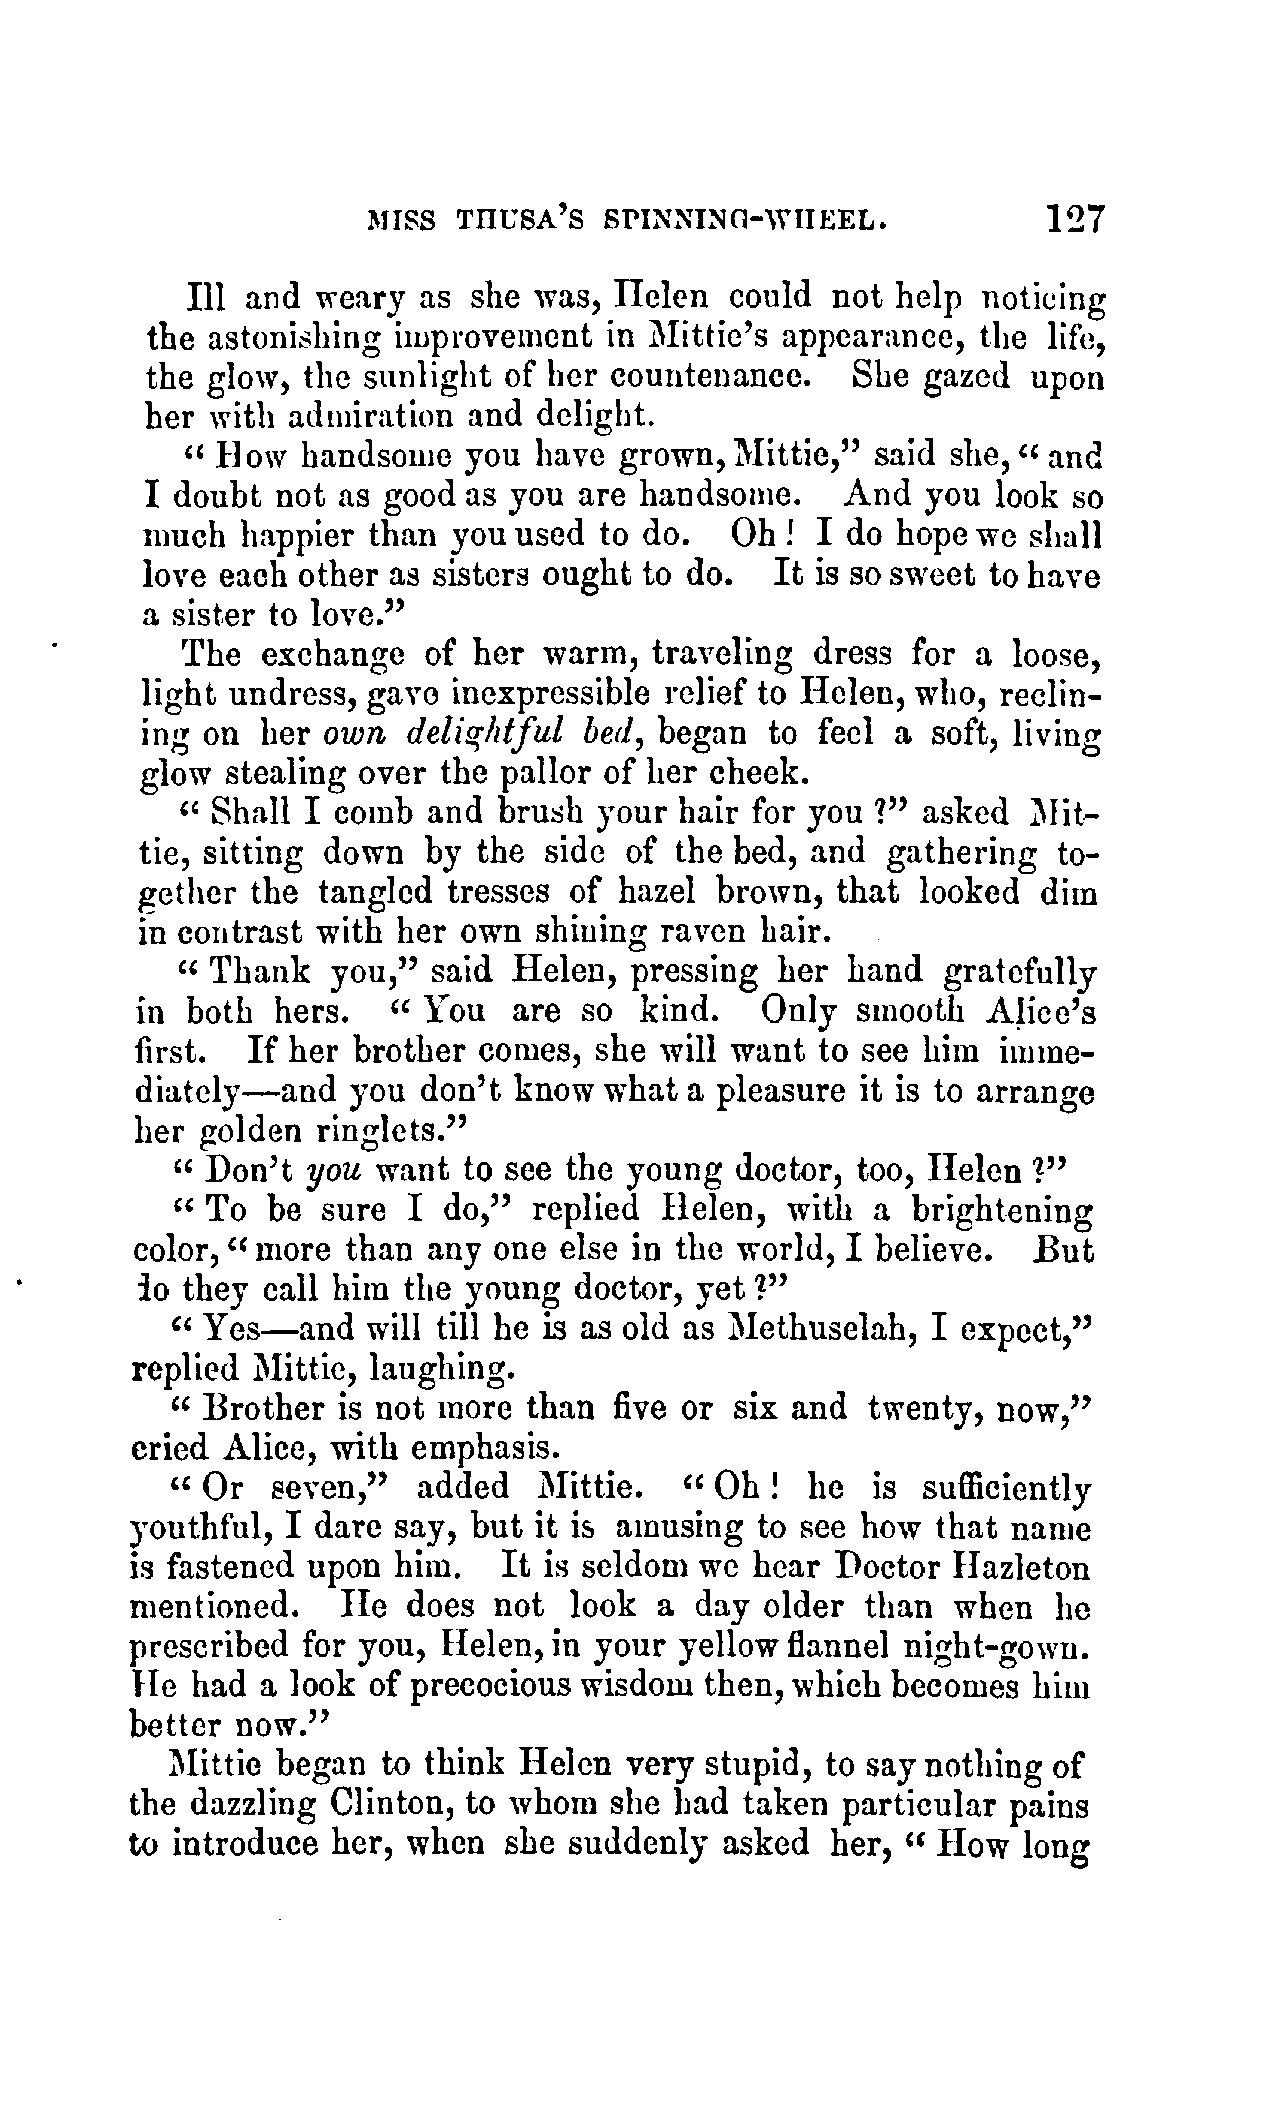 MISS THUSA'S SPINNING-WHEEL. 127
Ill and weary as she was, Helen could not help noticing
the astonishing improvement in Mittie's appearance, the life,
the glow, the sunlight of her countenance. She gazed upon
her with admiration and delight.
" How handsome you have grown, Mittie," said she, " and
I doubt not as good as you are handsome. And you look so
much happier than you used to do. Oh ! I do hope we shall
love each other as sisters ought to do. It is so sweet to have
a sister to love."
The exchange of her warm, traveling dress for a loose,
light undress, gave inexpressible relief to Helen, who, reclin-
ing on her own delightful bed, began to feel a soft, living
glow stealing over the pallor of her cheek.
" Shall I comb and brush your hair for you ?" asked Mit-
tie, sitting down by the side of the bed, and gathering to-
gether the tangled tresses of hazel brown, that looked dim
in contrast with her own shining raven hair.
" Thank you," said Helen, pressing her hand gratefully
in both hers. " You are so kind. Only smooth Alice's
first. If her brother comes, she will want to see him imme-
diately—and you don't know what a pleasure it is to arrange
her golden ringlets."
" Don't you want to see the young doctor, too, Helen ?"
" To be sure I do," replied Helen, with a brightening
color, " more than any one else in the world, I believe. But
do they call him the young doctor, yet ?"
" Yes—and will till he is as old as Methuselah, I expect,"
replied Mittie, laughing.
" Brother is not more than five or six and twenty, now,"
cried Alice, with emphasis.
" Or seven," added Mittie. " Oh ! he is sufficiently
youthful, I dare say, but it is amusing to see how that name
is fastened upon him. It is seldom we hear Doctor Hazleton
mentioned. He does not look a day older than when he
prescribed for you, Helen, in your yellow flannel night-gown.
He had a look of precocious wisdom then, which becomes him
better now."
Mittie began to think Helen very stupid, to say nothing of
the dazzling Clinton, to whom she had taken particular pains
to introduce her, when she suddenly asked her, " How long